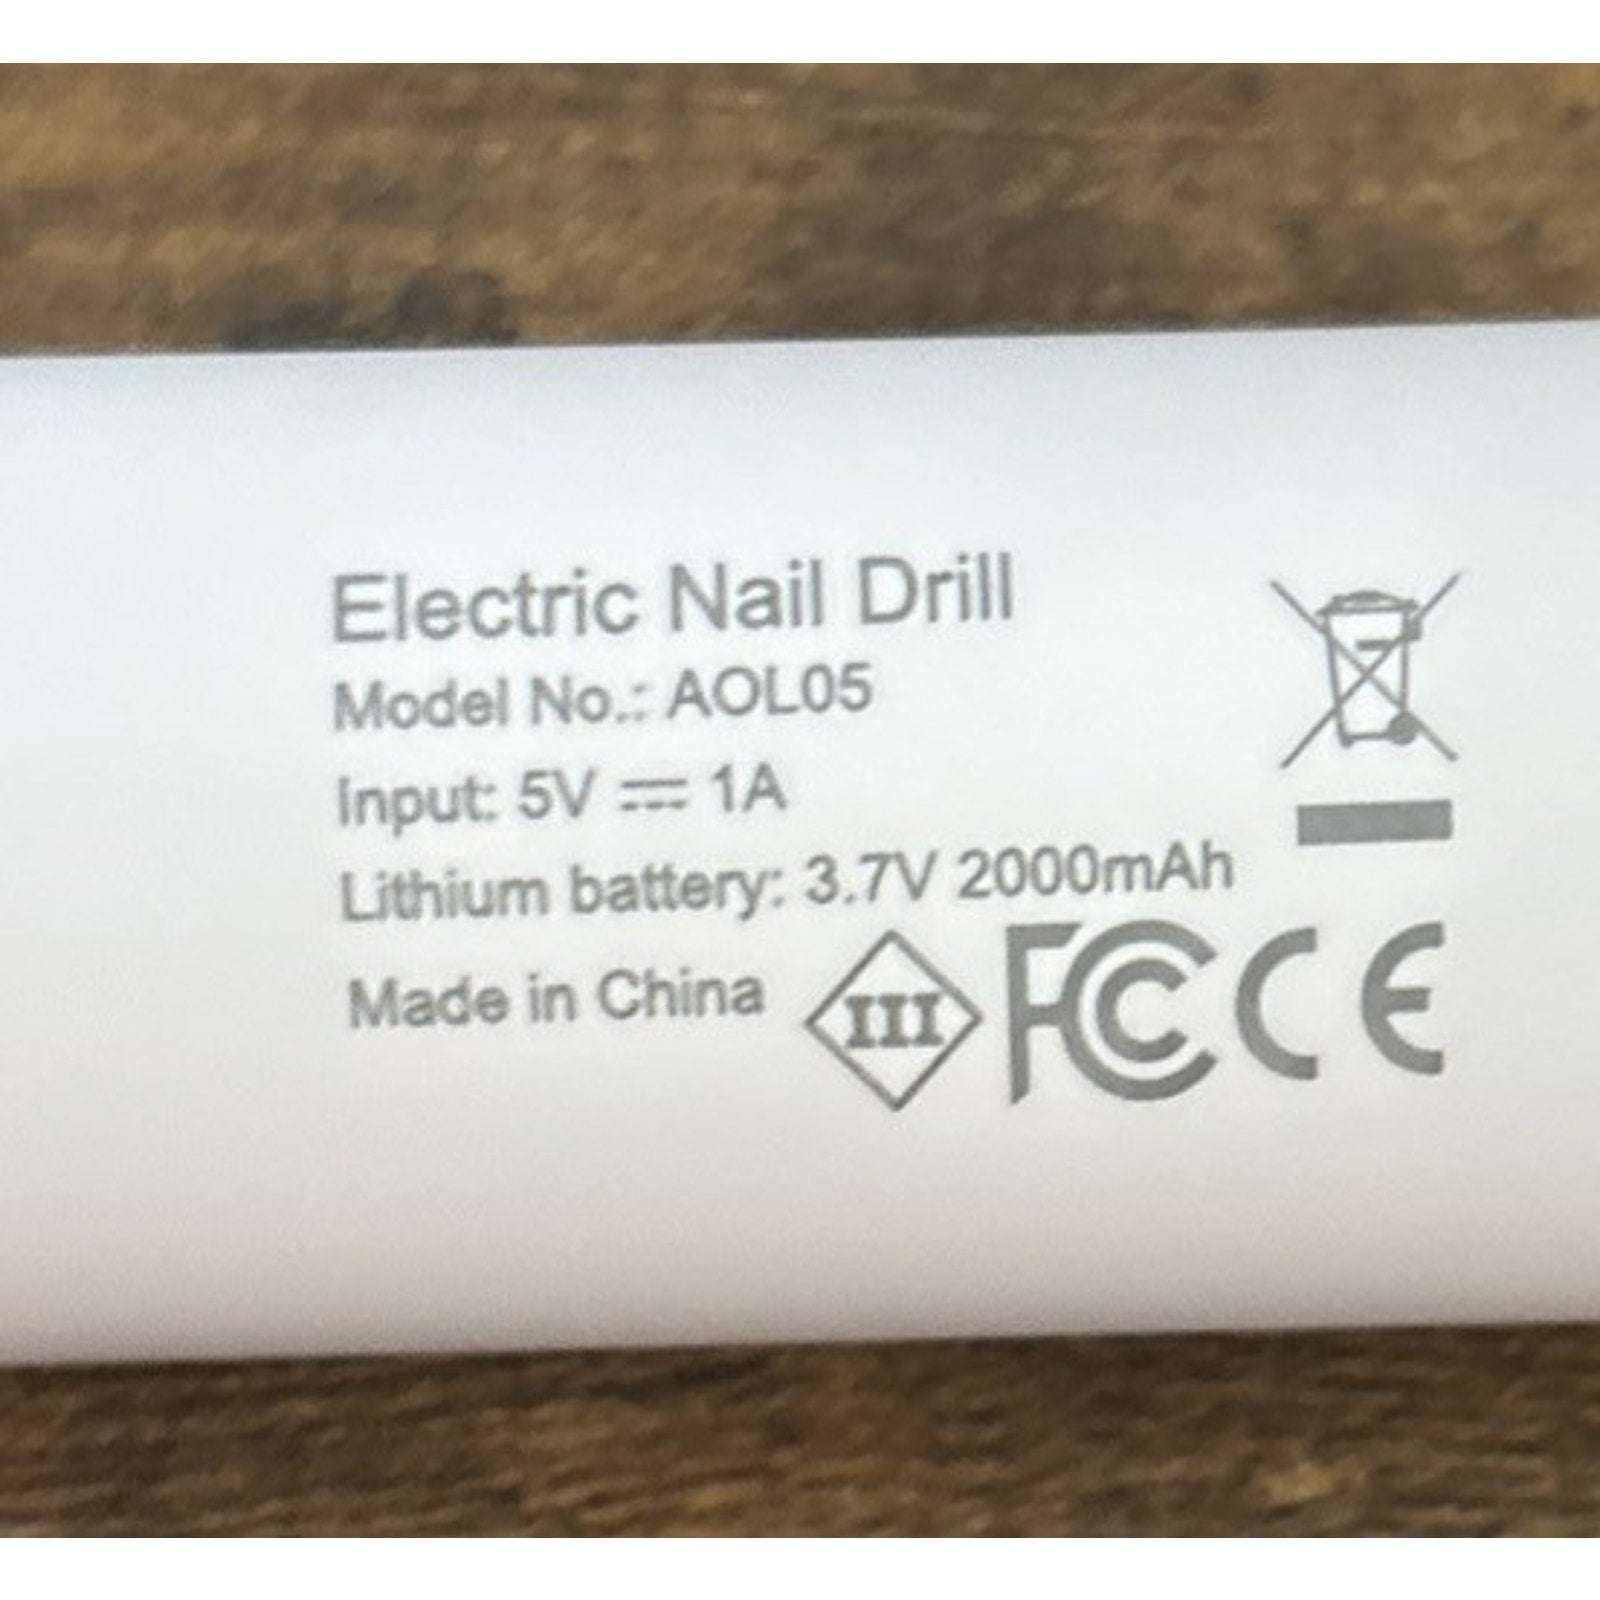 Electric Nail Drill
Model No.: AOL05
Input: 5V ⎓ 1A
Lithium battery: 3.7V 2000mAh
Made in China III FC CE